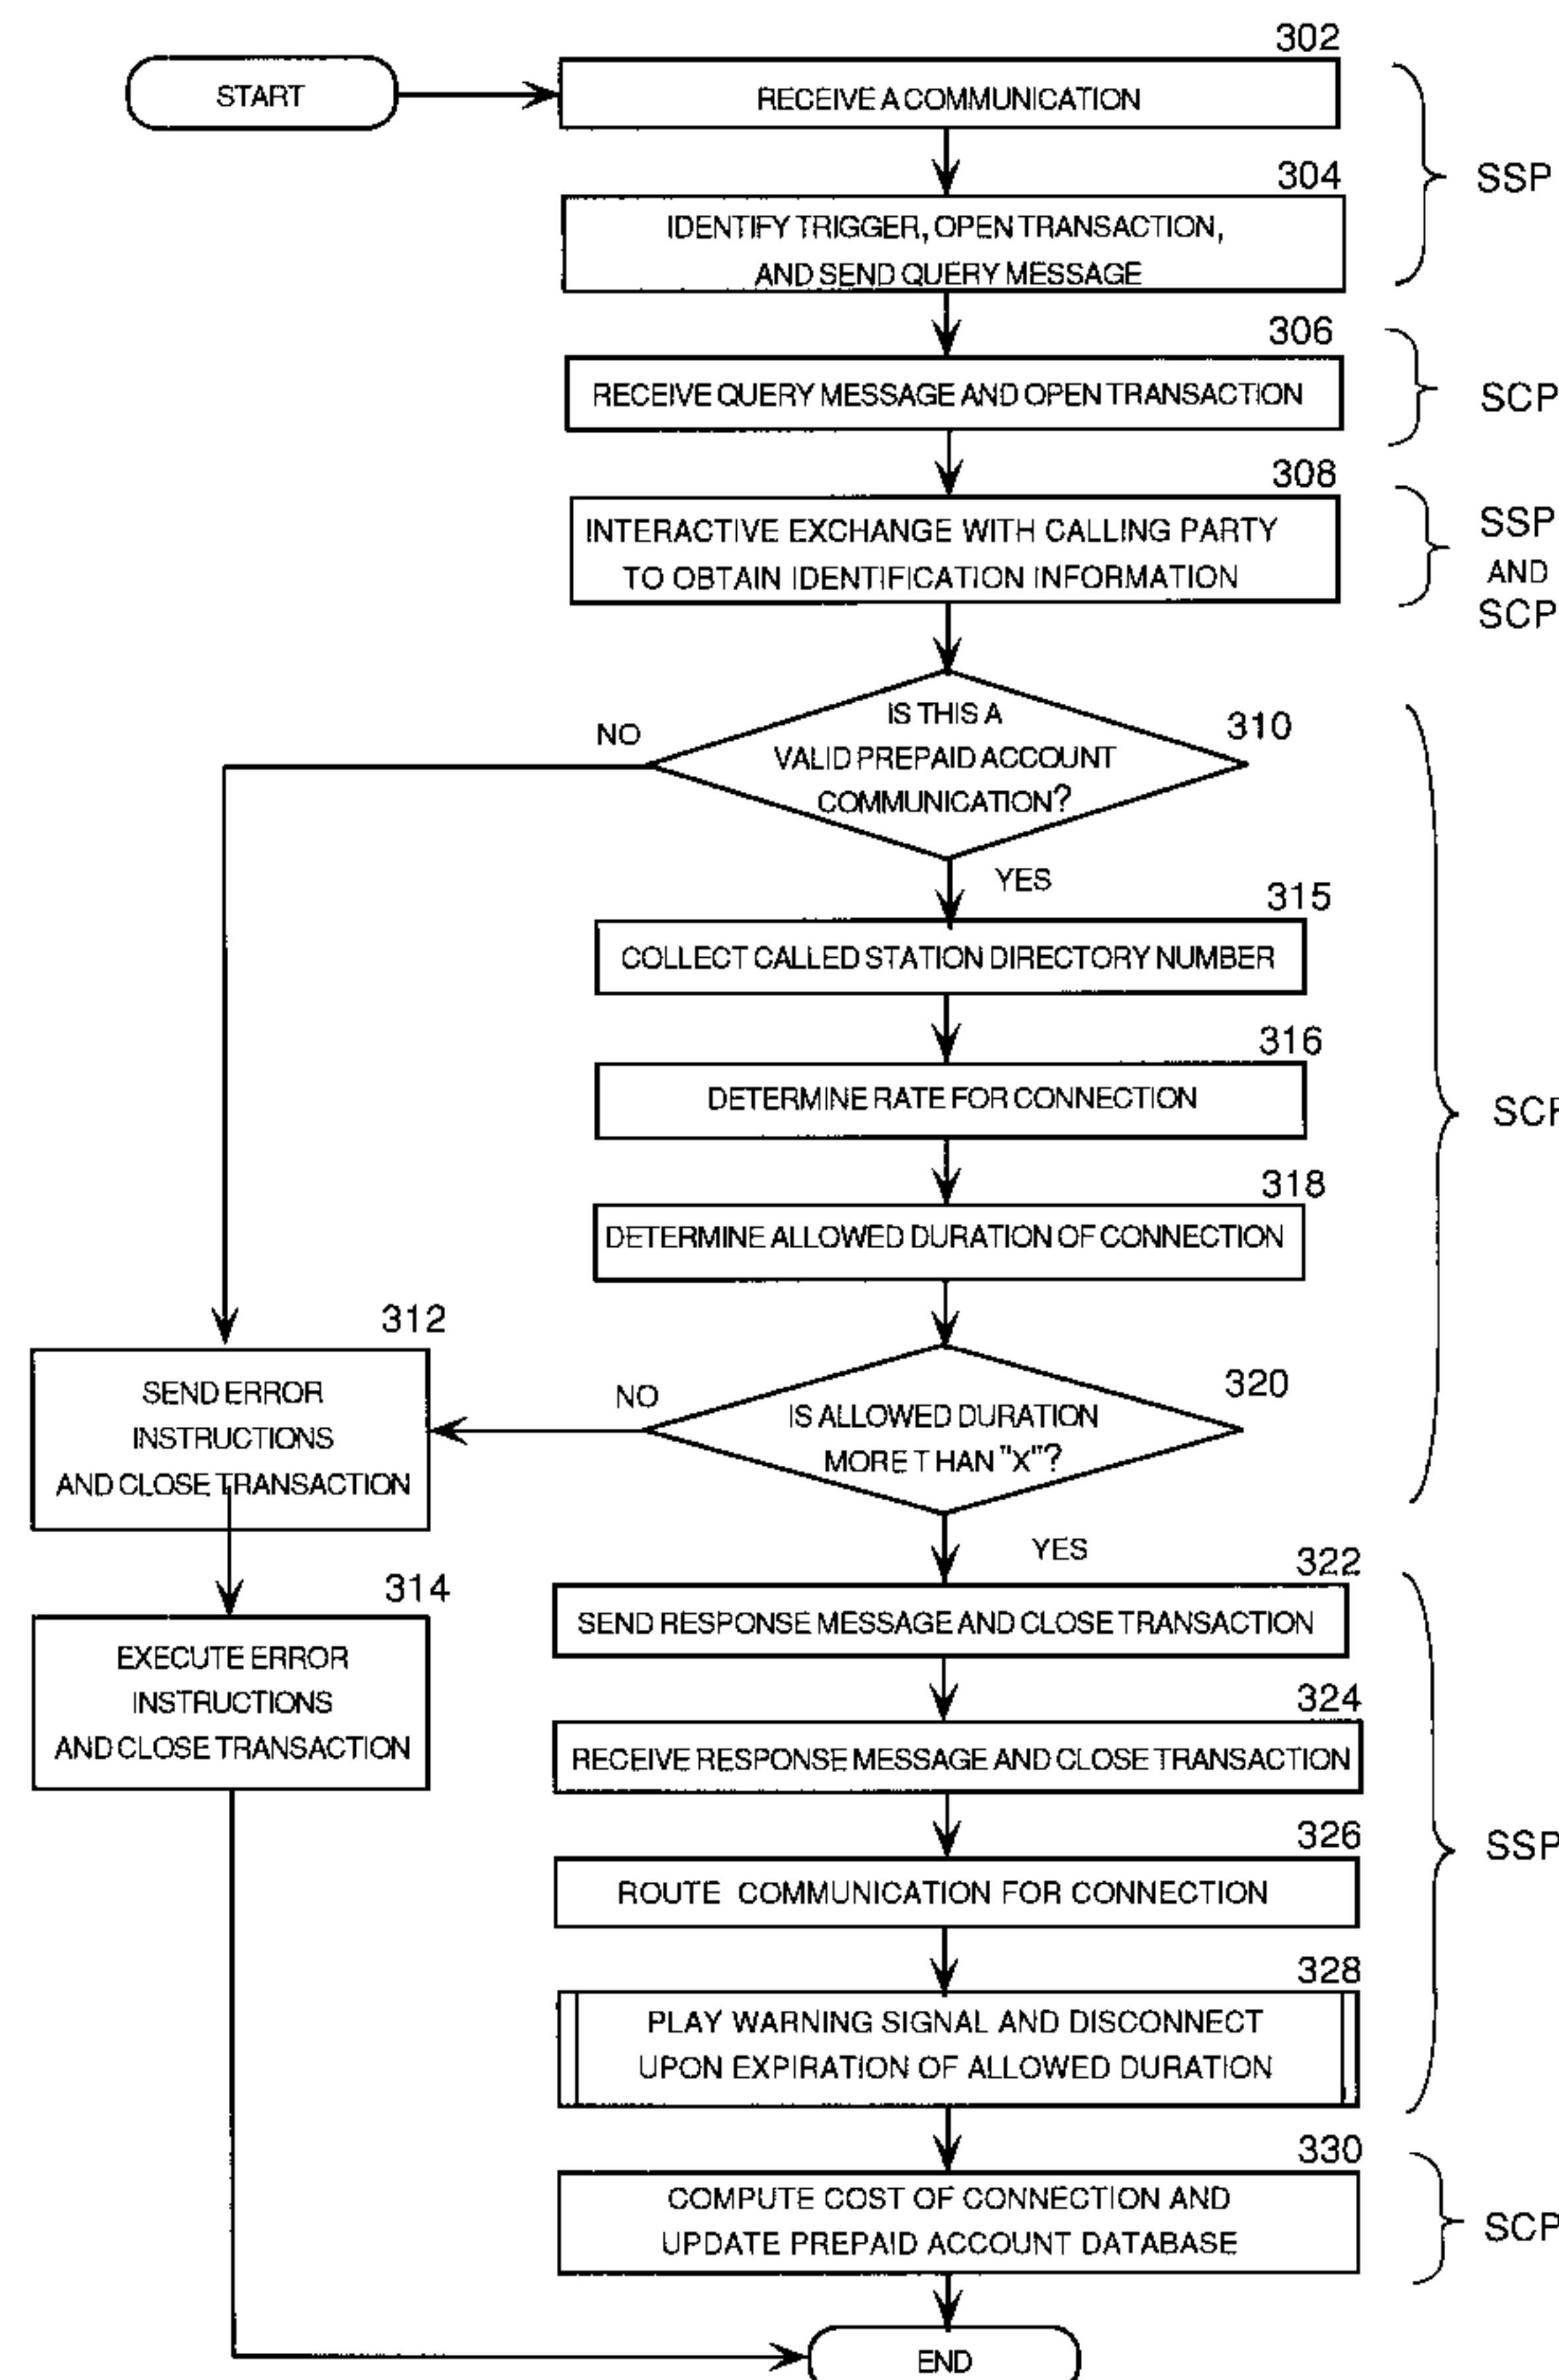 START
302
RECEIVE A COMMUNICATION
304
IDENTIFY TRIGGER, OPEN TRANSACTION,
AND SEND QUERY MESSAGE
SSP
306
RECEIVE QUERY MESSAGE AND OPEN TRANSACTION
SCP
308
INTERACTIVE EXCHANGE WITH CALLING PARTY
TO OBTAIN IDENTIFICATION INFORMATION
SSP
AND
SCP
310
IS THIS A
VALID PREPAID ACCOUNT
COMMUNICATION?
NO
YES
315
COLLECT CALLED STATION DIRECTORY NUMBER
316
DETERMINE RATE FOR CONNECTION
SCP
318
DETERMINE ALLOWED DURATION OF CONNECTION
320
IS ALLOWED DURATION
MORE THAN "X"?
NO
YES
312
SEND ERROR
INSTRUCTIONS
AND CLOSE TRANSACTION
314
EXECUTE ERROR
INSTRUCTIONS
AND CLOSE TRANSACTION
322
SEND RESPONSE MESSAGE AND CLOSE TRANSACTION
324
RECEIVE RESPONSE MESSAGE AND CLOSE TRANSACTION
326
ROUTE COMMUNICATION FOR CONNECTION
SSP
328
PLAY WARNING SIGNAL AND DISCONNECT
UPON EXPIRATION OF ALLOWED DURATION
330
COMPUTE COST OF CONNECTION AND
UPDATE PREPAID ACCOUNT DATABASE
SCP
END